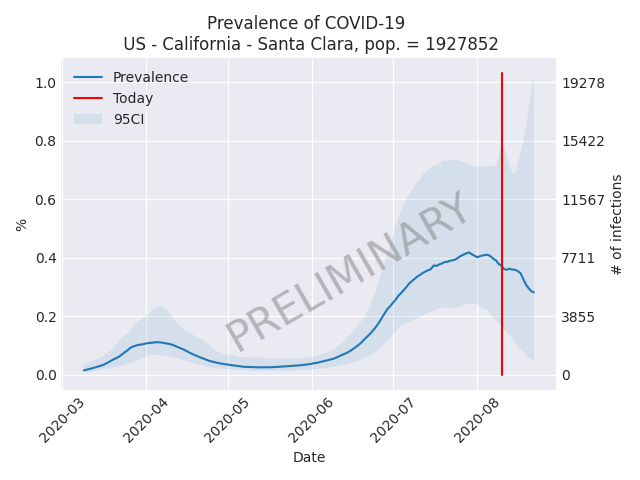 Prevalence of COVID-19
US - California - Santa Clara, pop. = 1927852
Prevalence
Today
95CI
PRELIMINARY
1.0
0.8
0.6
0.4
0.2
0.0
%
19278
15422
11567
7711
3855
0
# of infections
2020-03
2020-04
2020-05
2020-06
2020-07
2020-08
Date